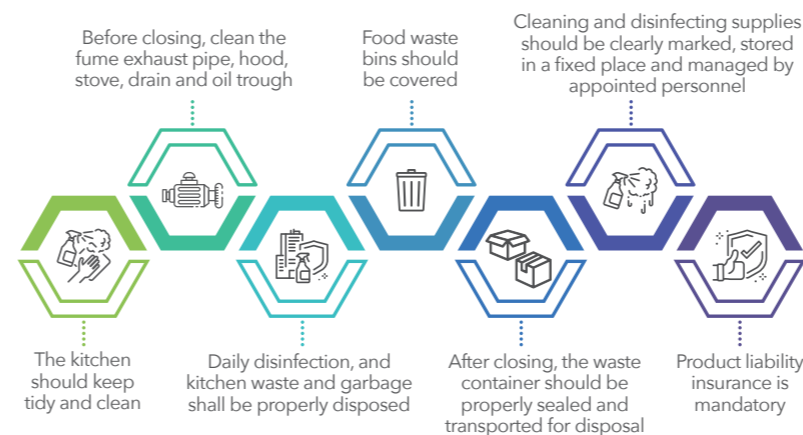 Before closing, clean the
fume exhaust pipe, hood,
stove, drain and oil trough
Food waste
bins should
be covered
Cleaning and disinfecting supplies
should be clearly marked, stored
in a fixed place and managed by
appointed personnel
The kitchen
should keep
tidy and clean
Daily disinfection, and
kitchen waste and garbage
shall be properly disposed
After closing, the waste
container should be
properly sealed and
transported for disposal
Product liability
insurance is
mandatory